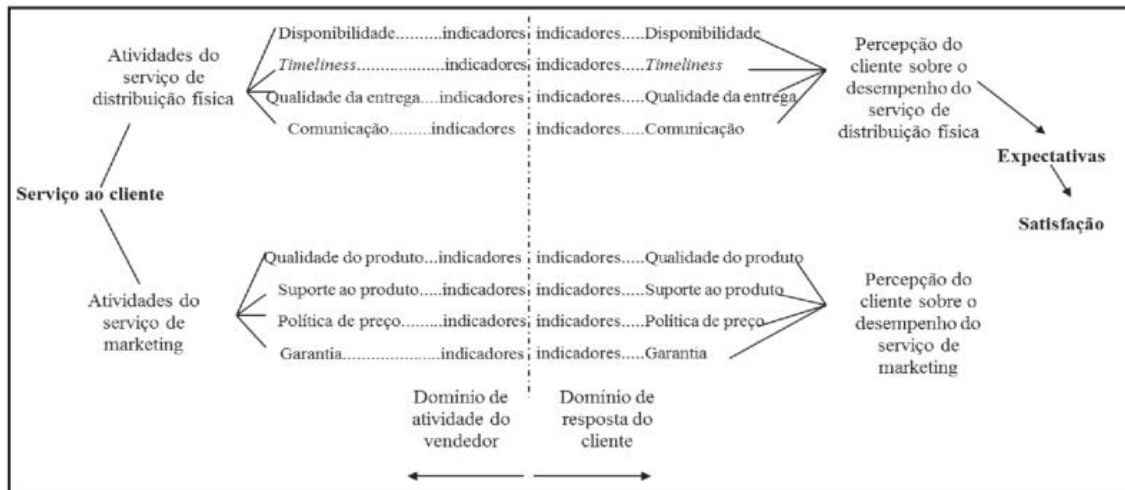 Disponibilidade..........indicadores indicadores.....Disponibilidade
Atividades do
serviço de
distribuição física
Timeliness....................indicadores indicadores.....Timeliness
Qualidade da entrega....indicadores indicadores.....Qualidade da entrega
Comunicação.........indicadores indicadores.....Comunicação
Percepção do
cliente sobre o
desempenho do
serviço de
distribuição física
Expectativas
Serviço ao cliente
Satisfação
Qualidade do produto...indicadores indicadores.....Qualidade do produto
Atividades do
serviço de
marketing
Suporte ao produto.....indicadores indicadores.....Suporte ao produto
Política de preço.......indicadores indicadores.....Política de preço
Garantia...................indicadores indicadores.....Garantia
Percepção do
cliente sobre o
desempenho do
serviço de
marketing
Domínio de
atividade do
vendedor
Domínio de
resposta do
cliente